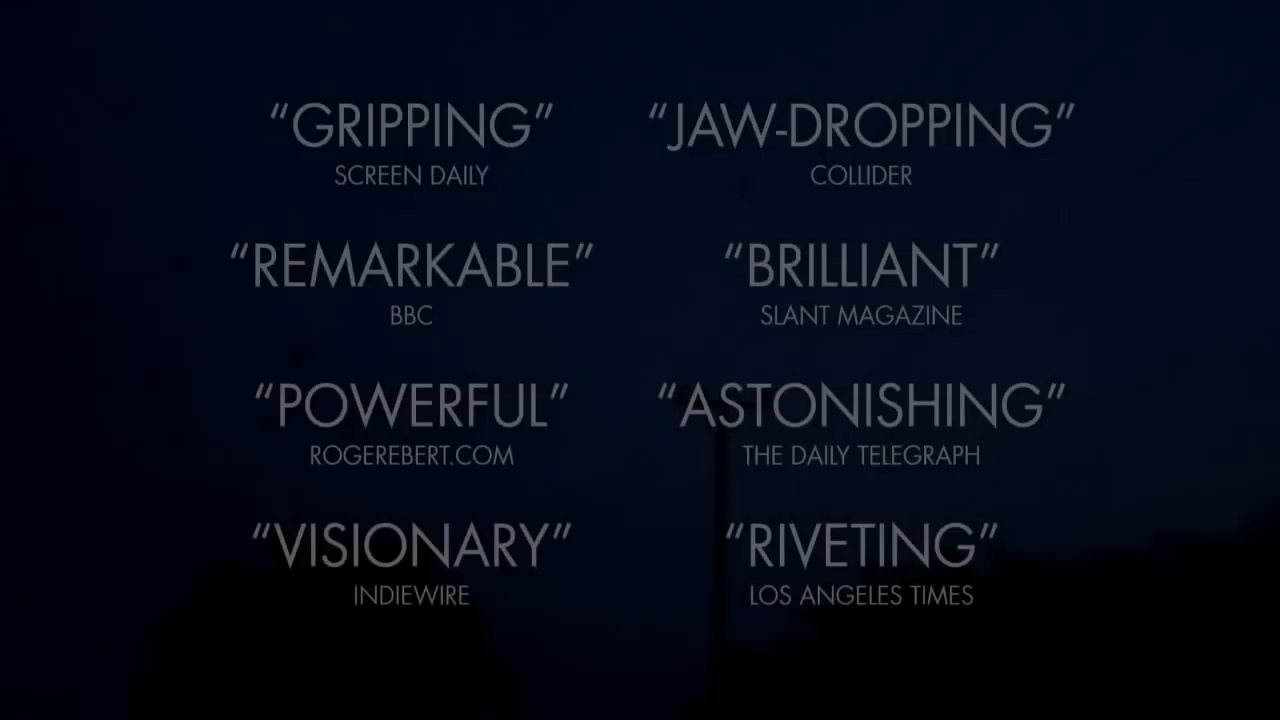 “GRIPPING”
SCREEN DAILY
“JAW-DROPPING”
COLLIDER
“REMARKABLE”
BBC
“BRILLIANT”
SLANT MAGAZINE
“POWERFUL”
ROGEREBERT.COM
“ASTONISHING”
THE DAILY TELEGRAPH
“VISIONARY”
INDIEWIRE
“RIVETING”
LOS ANGELES TIMES